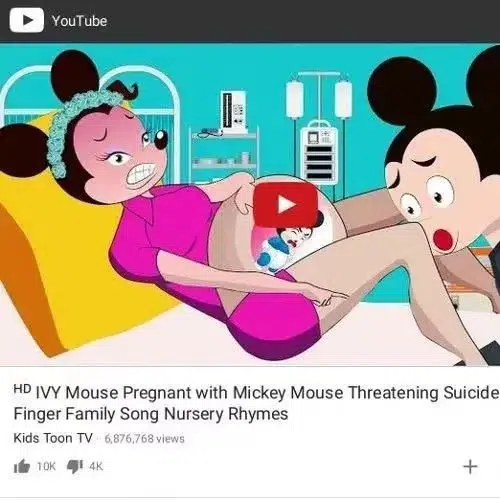 YouTube
HD IVY Mouse Pregnant with Mickey Mouse Threatening Suicide
Finger Family Song Nursery Rhymes
Kids Toon TV · 6,876,768 views
10K 4K